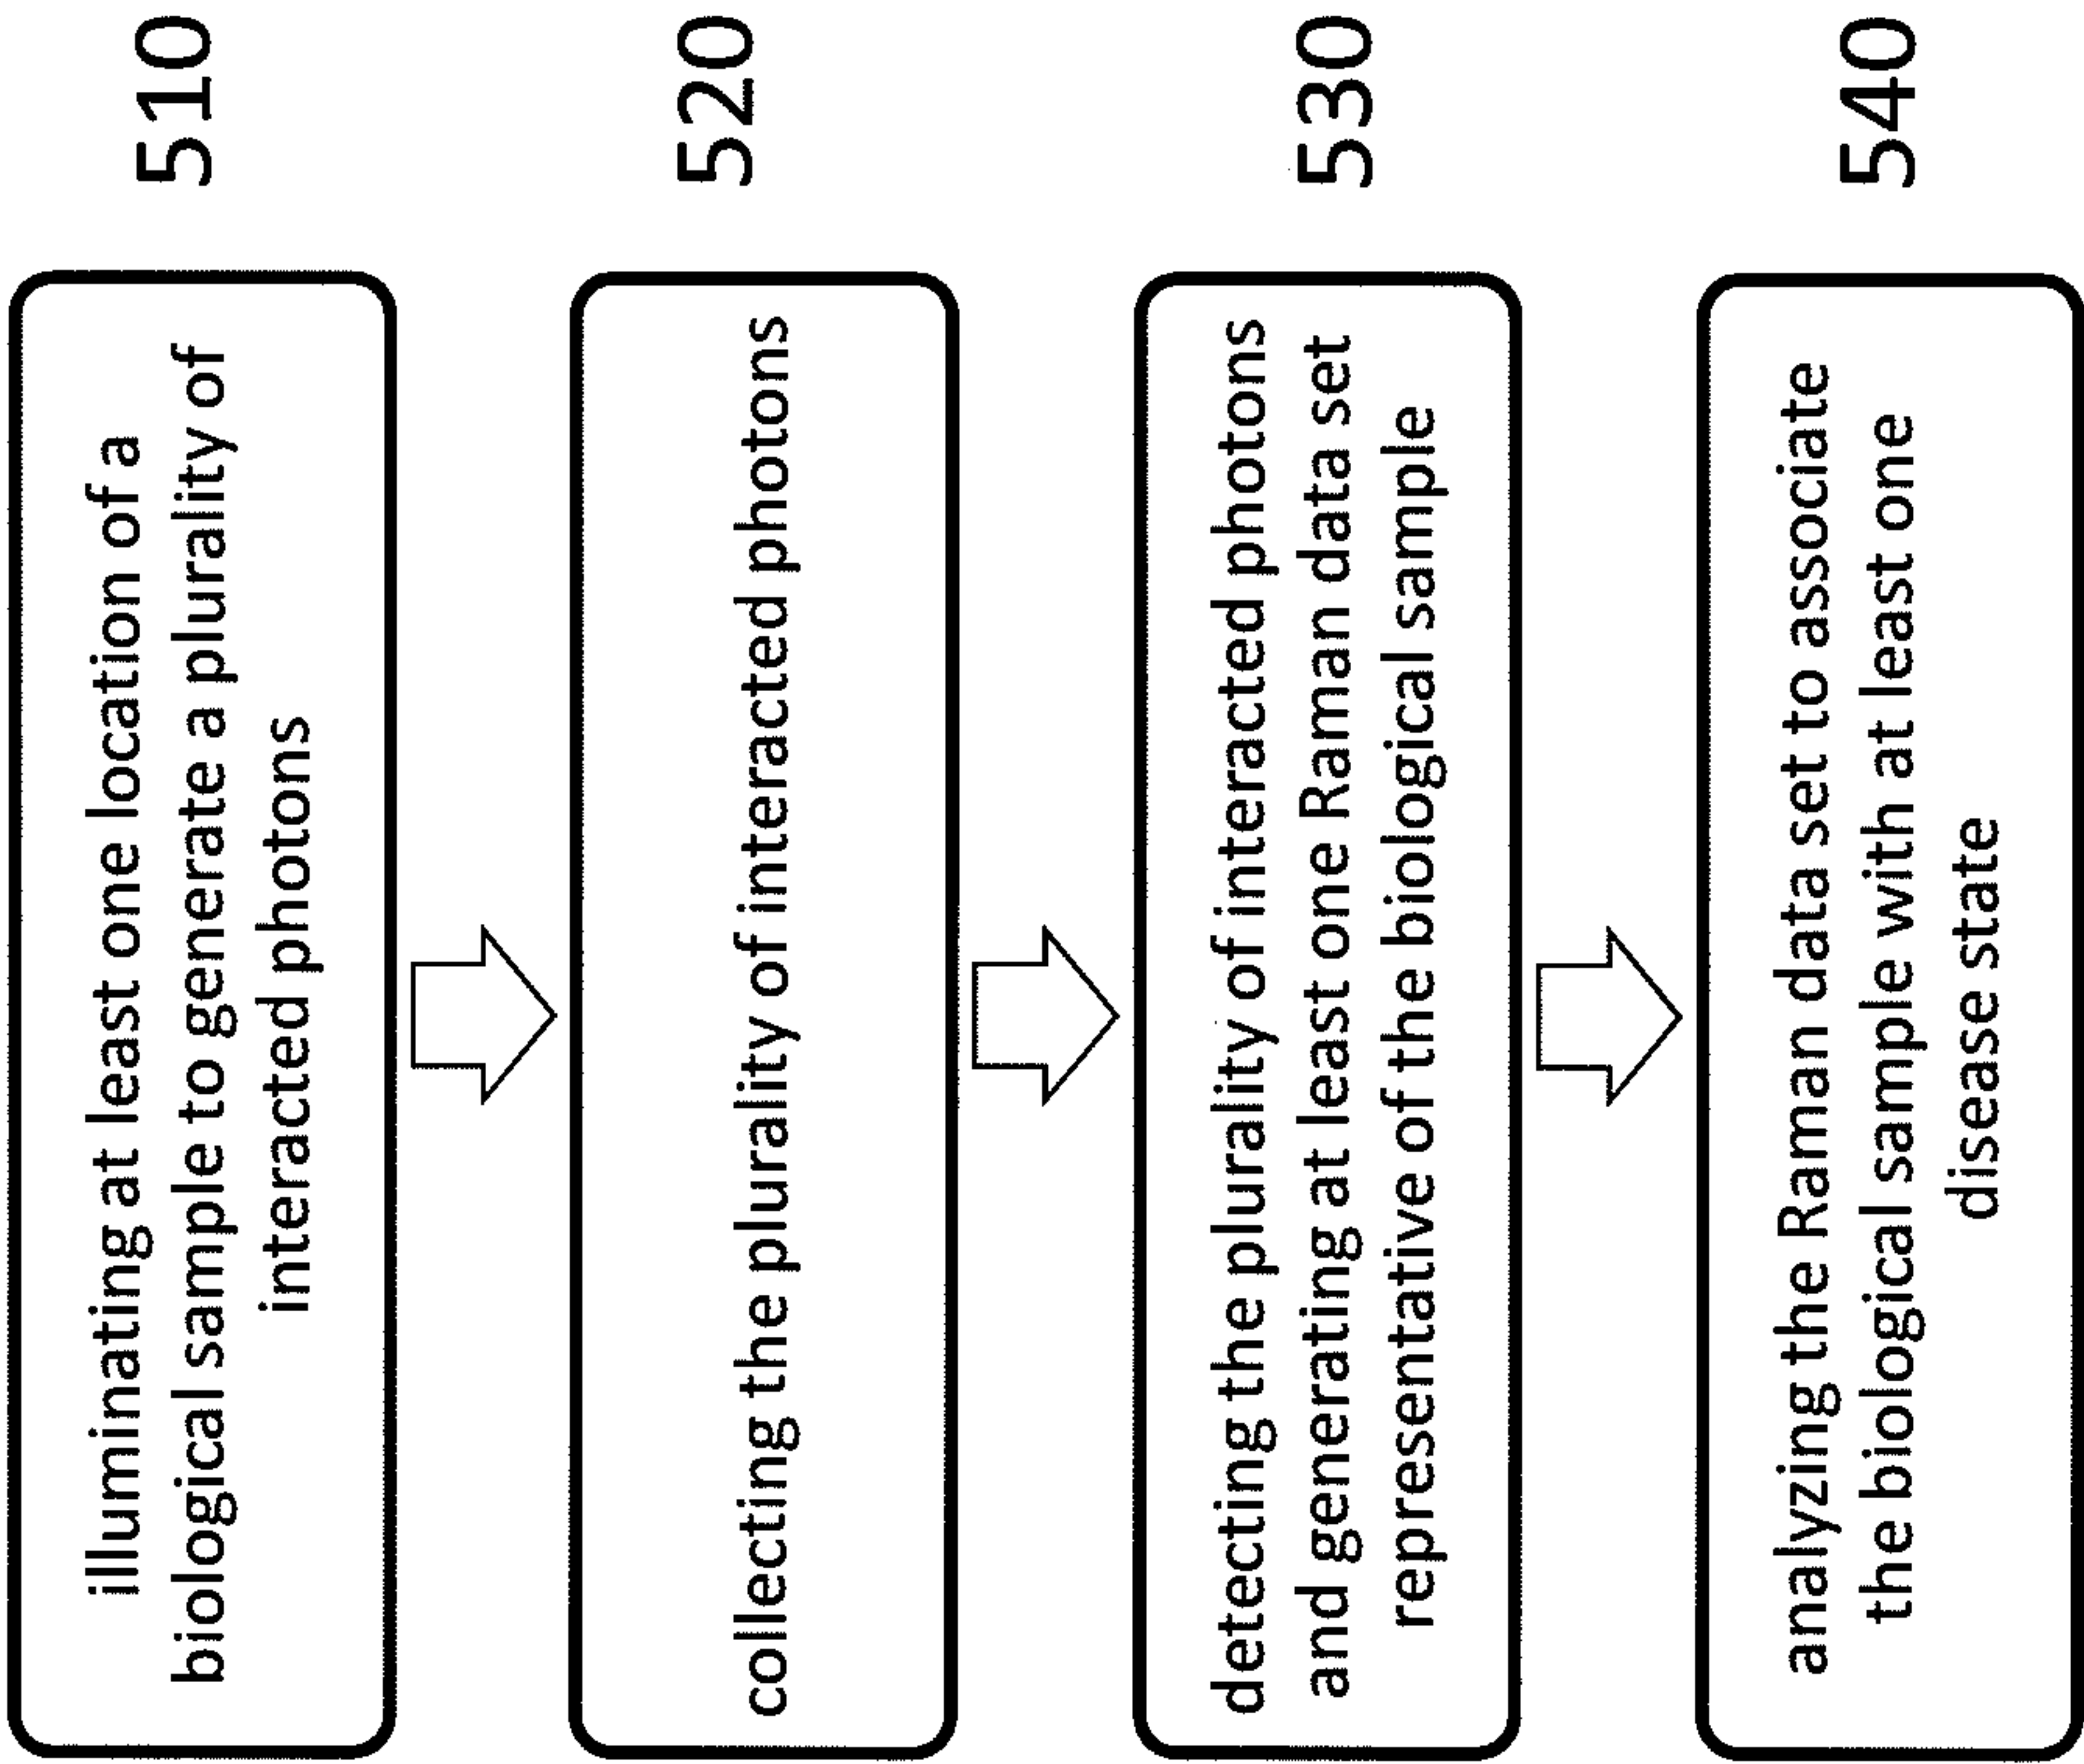 illuminating at least one location of a
biological sample to generate a plurality of
interacted photons
510
collecting the plurality of interacted photons
520
detecting the plurality of interacted photons
and generating at least one Raman data set
representative of the biological sample
530
analyzing the Raman data set to associate
the biological sample with at least one
disease state
540